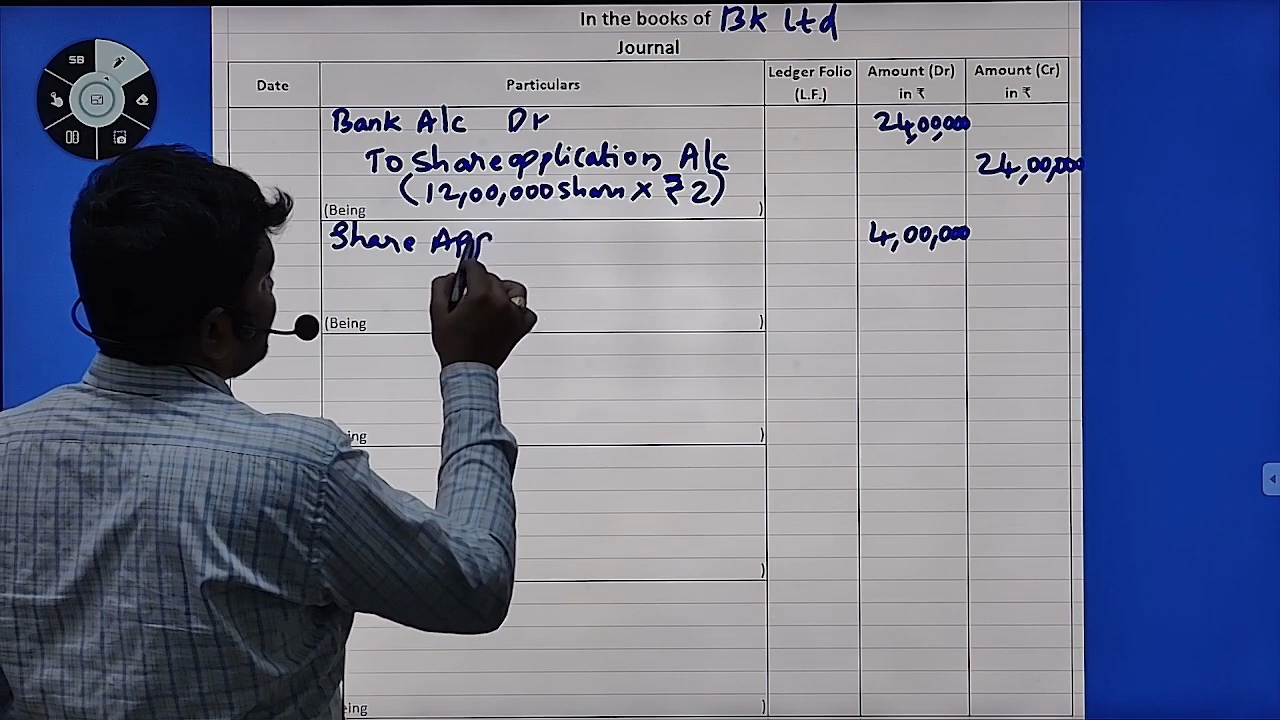 SB
In the books of Bk Ltd
Journal
Date Particulars Ledger Folio (L.F.) Amount (Dr) in ₹ Amount (Cr) in ₹
Bank A/c Dr 24,00,000
To Share application A/c 24,00,000
(12,00,000 share x ₹2)
(Being )
Share App 4,00,000
(Being )
ing )
)
eing )